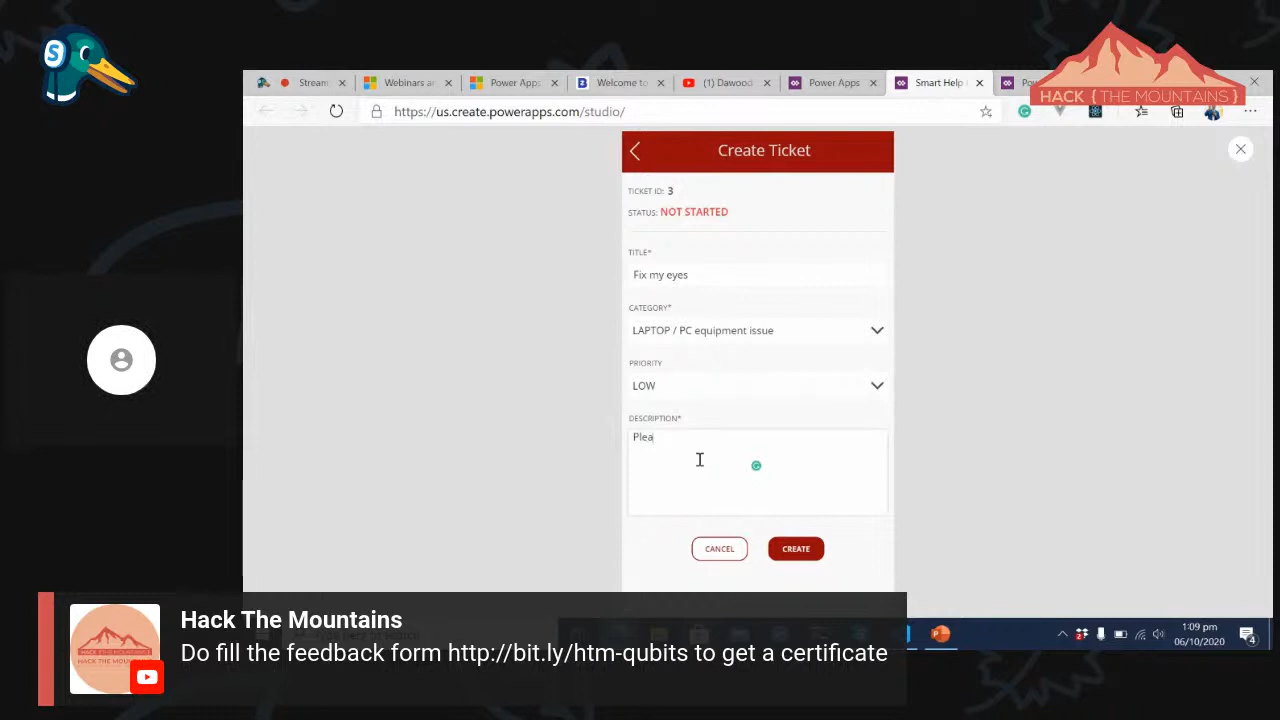 S
HACK {THE MOUNTAINS}
Stream
Webinars ar
Power Apps
Welcome to
(1) Dawood
Power Apps
Smart Help
https://us.create.powerapps.com/studio/
Create Ticket
TICKET ID: 3
STATUS: NOT STARTED
TITLE*
Fix my eyes
CATEGORY*
LAPTOP / PC equipment issue
PRIORITY
LOW
DESCRIPTION*
Plea
CANCEL
CREATE
Hack The Mountains
Do fill the feedback form http://bit.ly/htm-qubits to get a certificate
1:09 pm
06/10/2020
4